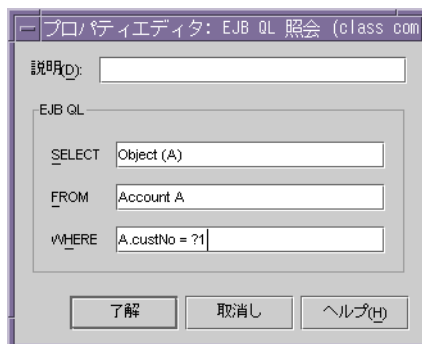 プロパティエディタ: EJB QL 照会 (class com
説明(D):
EJB QL
SELECT Object (A)
FROM Account A
WHERE A.custNo = ?1
了解 取消し ヘルプ(H)